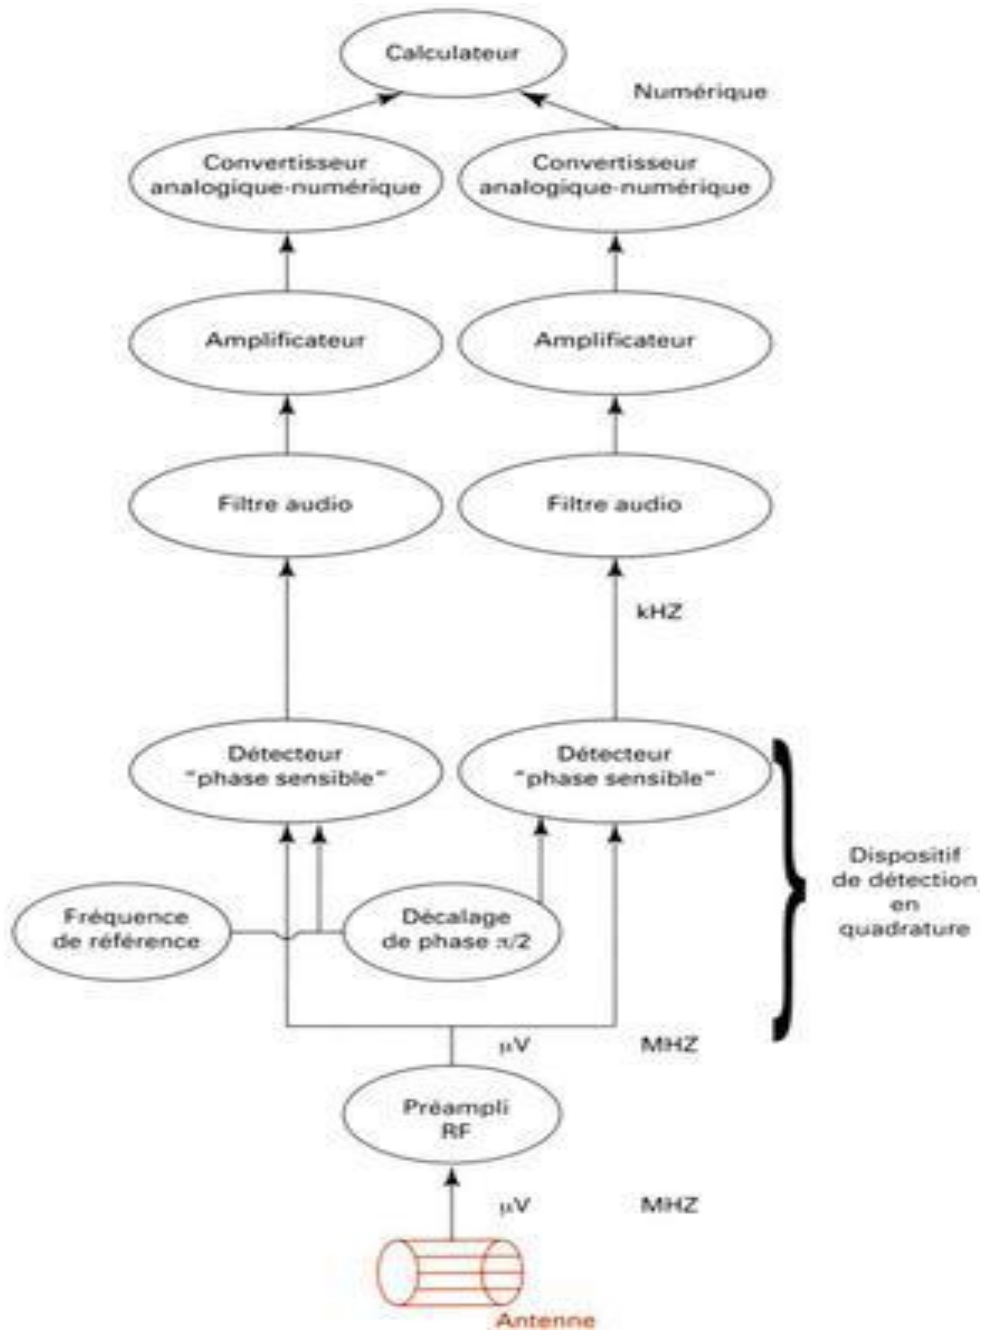 Calculateur
Numérique
Convertisseur
analogique-numérique
Convertisseur
analogique-numérique
Amplificateur
Amplificateur
Filtre audio
Filtre audio
kHZ
Détecteur
"phase sensible"
Détecteur
"phase sensible"
Dispositif
de détection
en
quadrature
Fréquence
de référence
Décalage
de phase π/2
μV
MHZ
Préampli
RF
μV
MHZ
Antenne